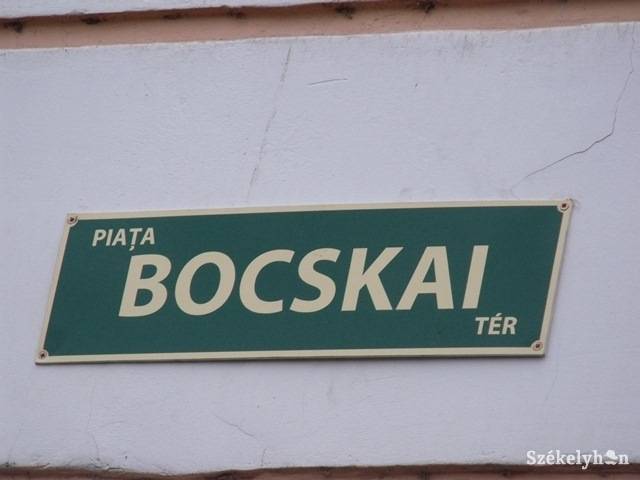 PIAȚA
BOCSKAI
TÉR
Székelyhon